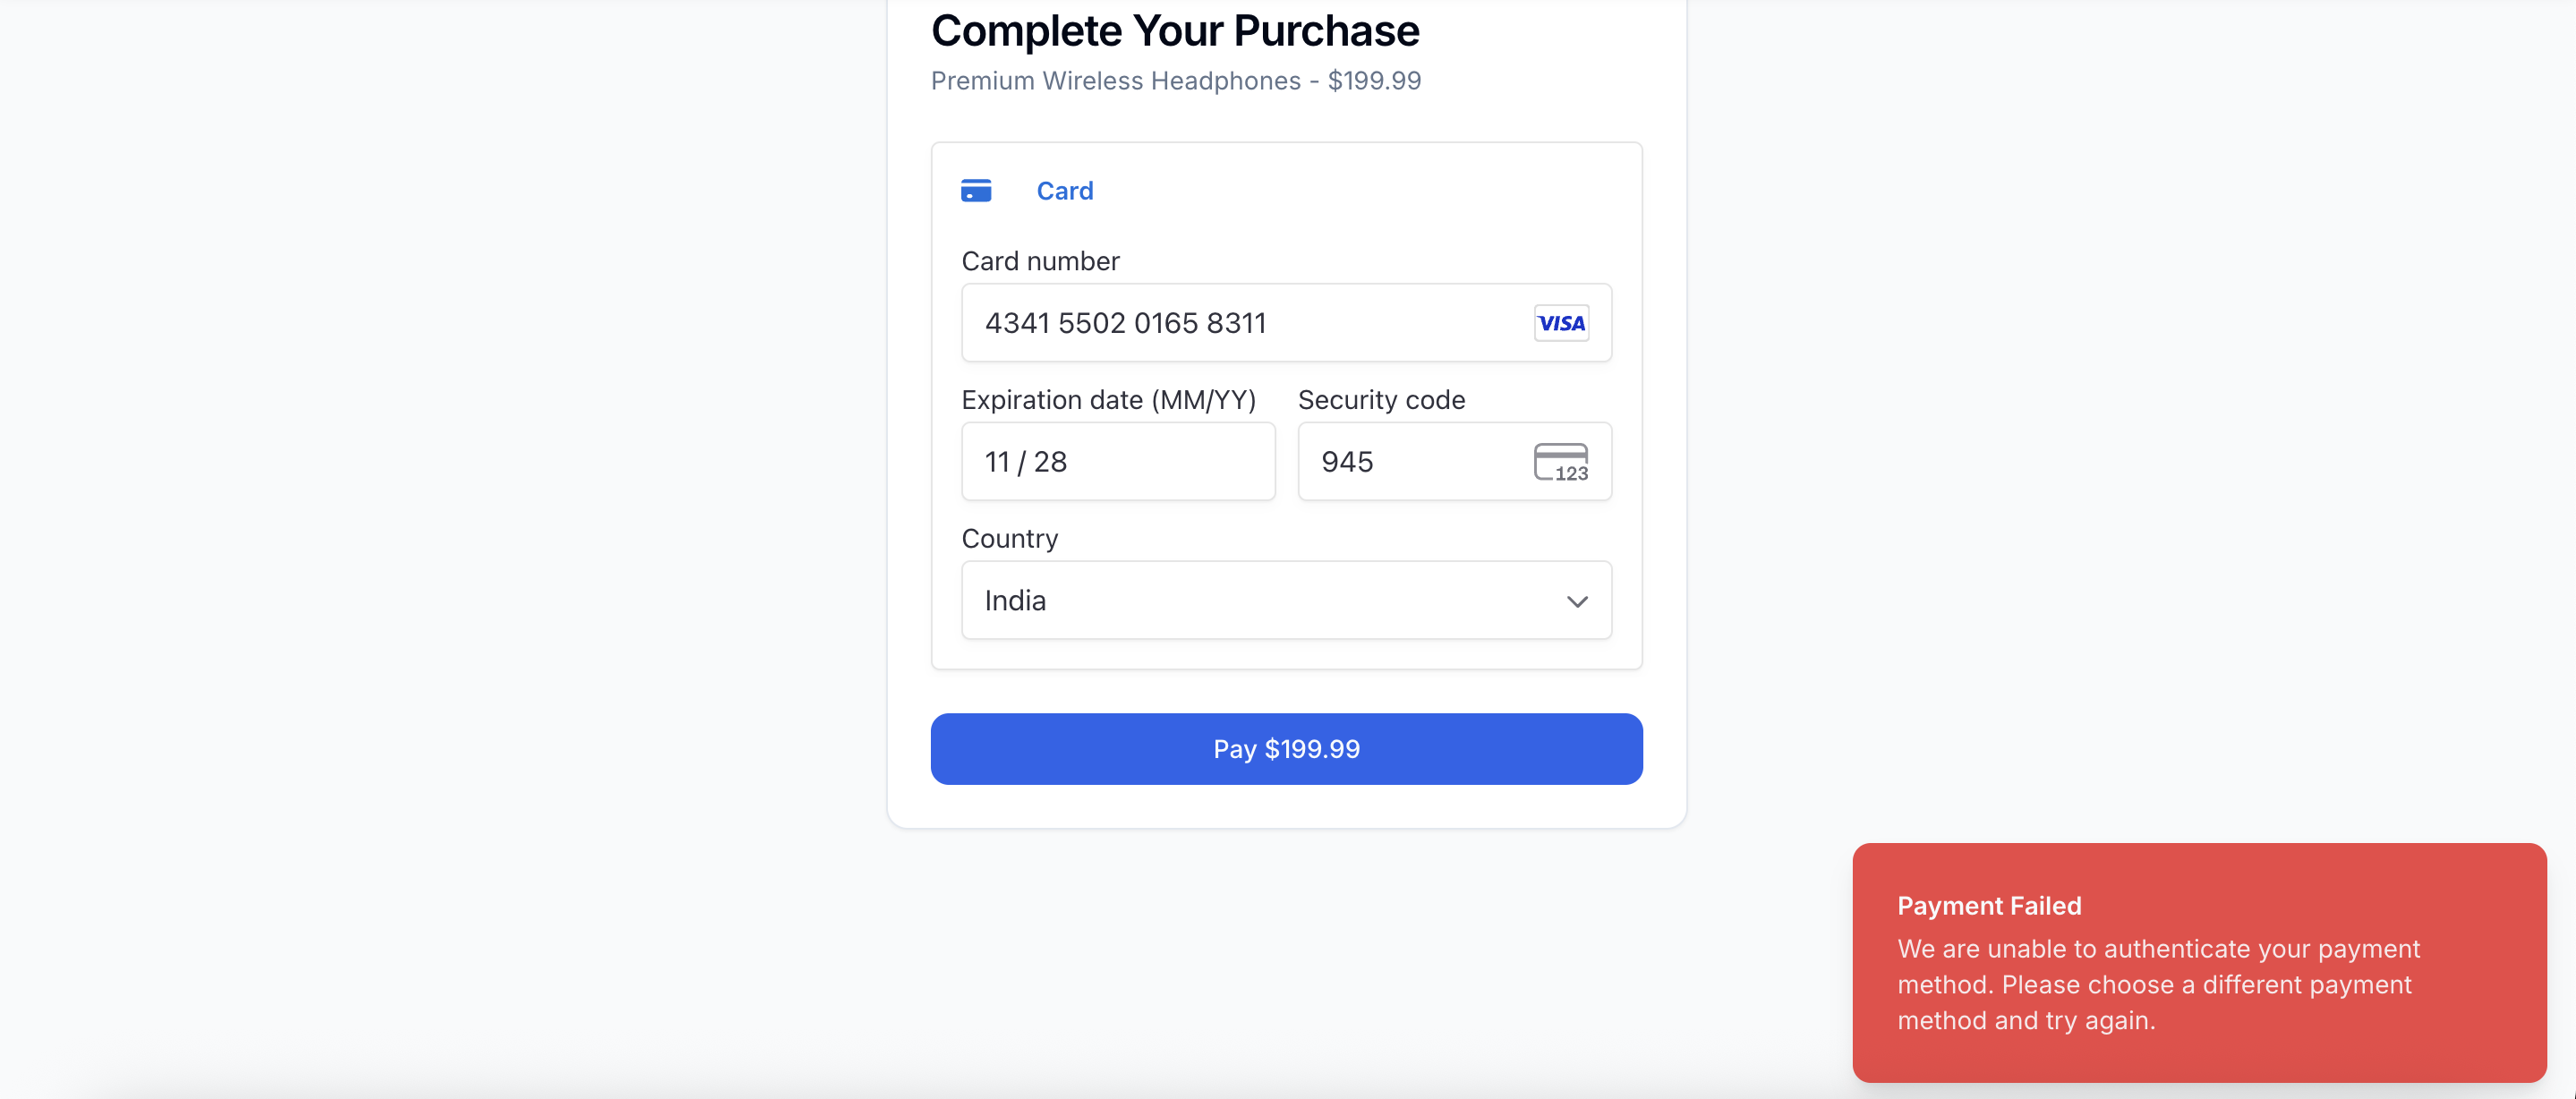 Complete Your Purchase
Premium Wireless Headphones - $199.99
Card
Card number
4341 5502 0165 8311
VISA
Expiration date (MM/YY)
Security code
11 / 28
945
123
Country
India
Pay $199.99
Payment Failed
We are unable to authenticate your payment
method. Please choose a different payment
method and try again.